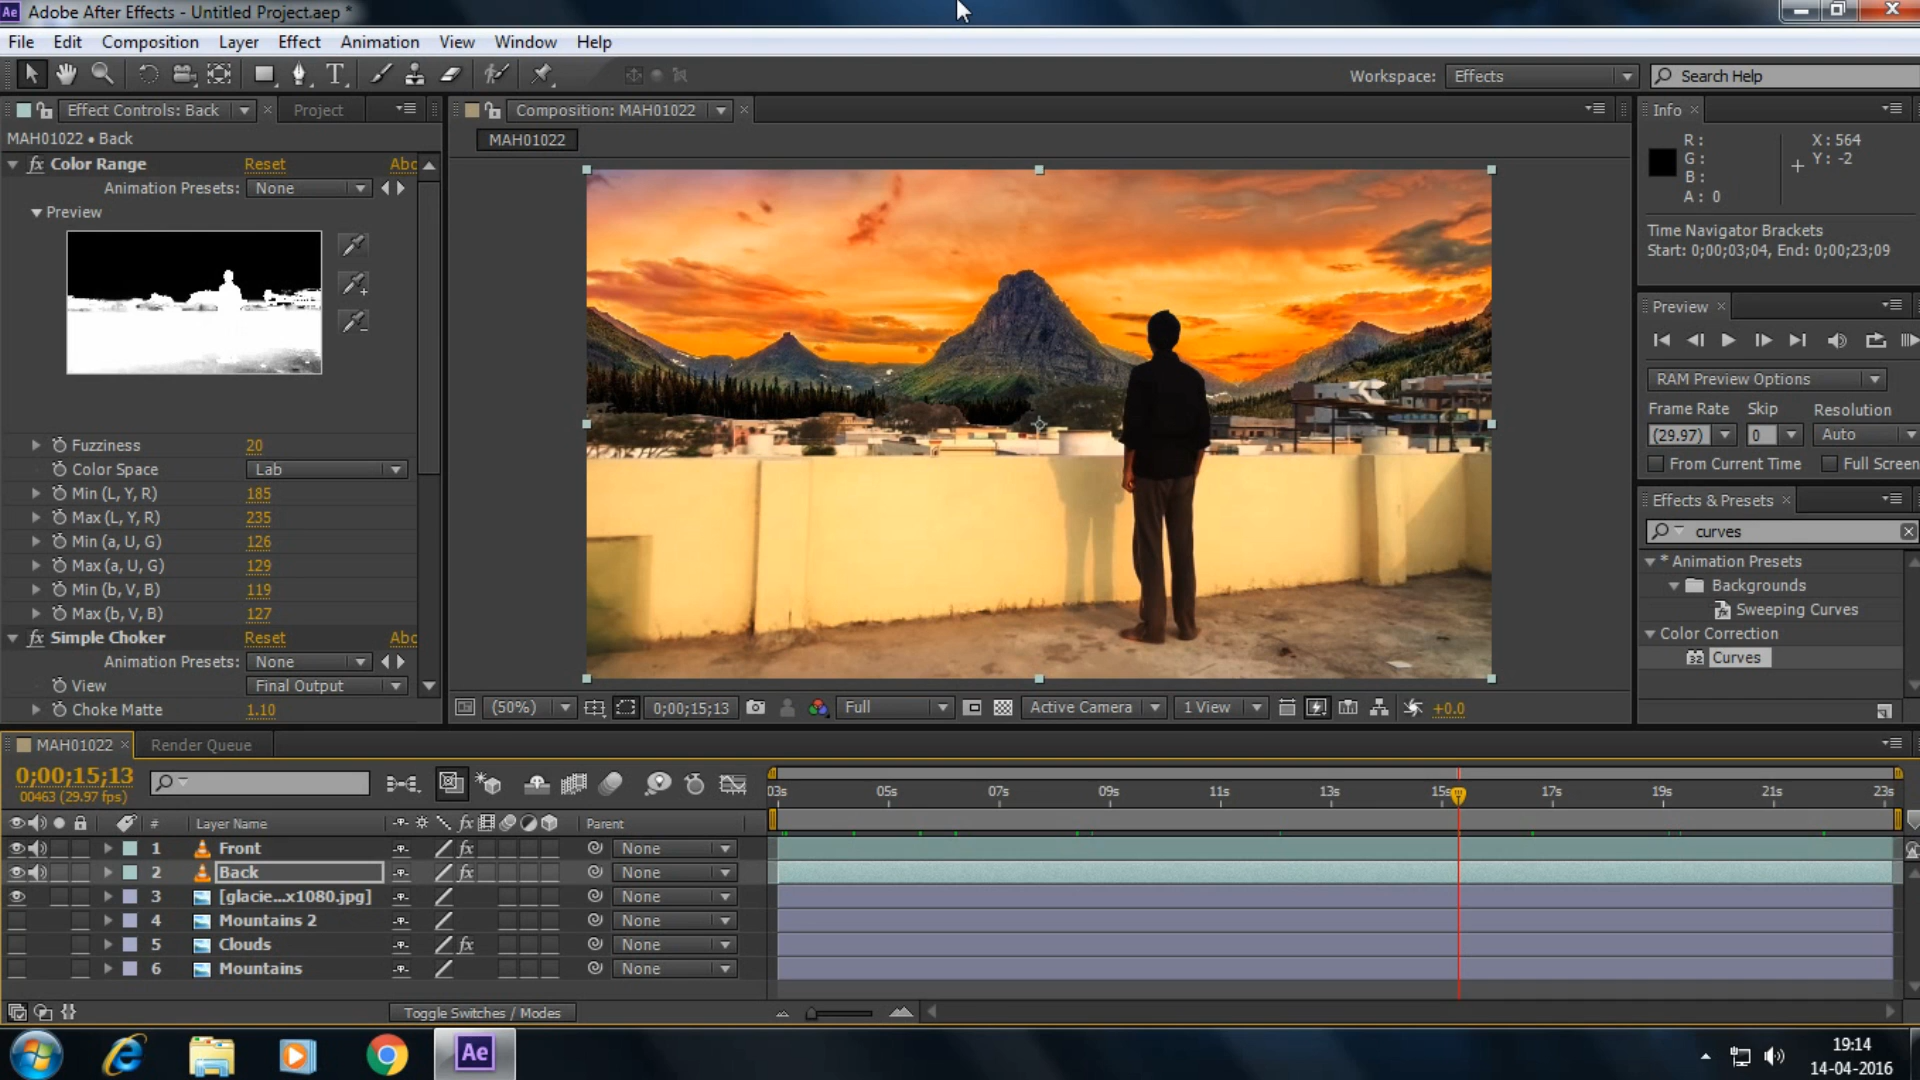 Ae Adobe After Effects - Untitled Project.aep *
File Edit Composition Layer Effect Animation View Window Help
Workspace: Effects Search Help
Effect Controls: Back Project
MAH01022 • Back
fx Color Range Reset Abc
Animation Presets: None
Preview
Fuzziness 20
Color Space Lab
Min (L, Y, R) 185
Max (L, Y, R) 235
Min (a, U, G) 126
Max (a, U, G) 129
Min (b, V, B) 119
Max (b, V, B) 127
fx Simple Choker Reset Abc
Animation Presets: None
View Final Output
Choke Matte 1.10
Composition: MAH01022
MAH01022
(50%) 0;00;15;13 Full Active Camera 1 View +0.0
Info
R: X : 564
G: Y : -2
B:
A: 0
Time Navigator Brackets
Start: 0;00;03;04, End: 0;00;23;09
Preview
RAM Preview Options
Frame Rate Skip Resolution
(29.97) 0 Auto
From Current Time Full Screen
Effects & Presets
curves
* Animation Presets
Backgrounds
Sweeping Curves
Color Correction
32 Curves
MAH01022 Render Queue
0;00;15;13
00463 (29.97 fps)
03s 05s 07s 09s 11s 13s 15s 17s 19s 21s 23s
# Layer Name fx Parent
1 Front fx None
2 Back fx None
3 [glacie...x1080.jpg] None
4 Mountains 2 None
5 Clouds fx None
6 Mountains None
Toggle Switches / Modes
Ae
19:14
14-04-2016